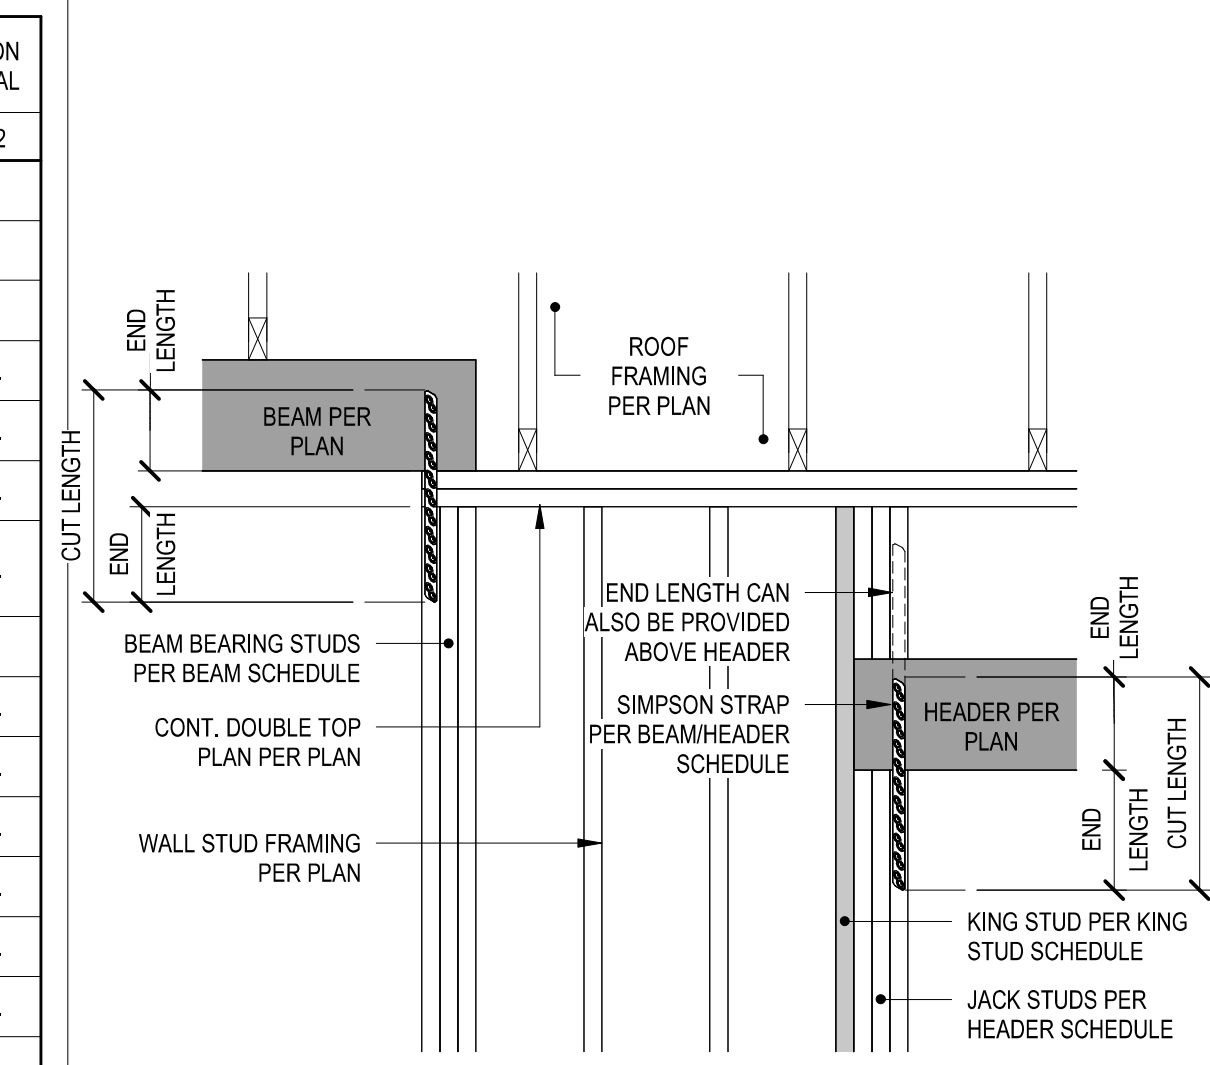 ON
AL
2
END
LENGTH
ROOF
FRAMING
PER PLAN
BEAM PER
PLAN
CUT LENGTH
END
LENGTH
END LENGTH CAN
ALSO BE PROVIDED
ABOVE HEADER
END
LENGTH
BEAM BEARING STUDS
PER BEAM SCHEDULE
SIMPSON STRAP
PER BEAM/HEADER
SCHEDULE
HEADER PER
PLAN
CONT. DOUBLE TOP
PLAN PER PLAN
END
LENGTH
CUT LENGTH
WALL STUD FRAMING
PER PLAN
KING STUD PER KING
STUD SCHEDULE
JACK STUDS PER
HEADER SCHEDULE